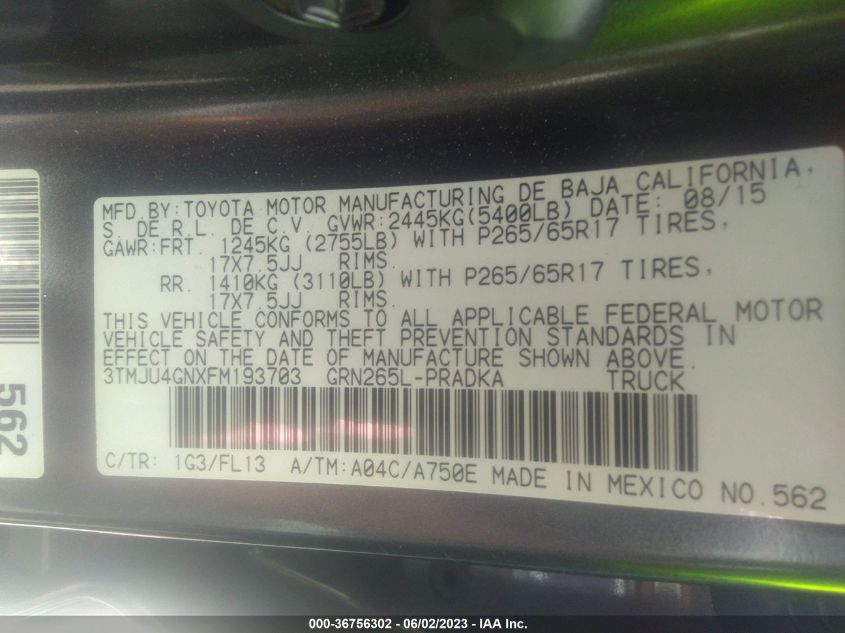 MFD.BY:TOYOTA MOTOR MANUFACTURING DE BAJA CALIFORNIA,
S. DE R.L. DE C.V. GVWR:2445KG(5400LB) DATE: 08/15
GAWR:FRT. 1245KG (2755LB) WITH P265/65R17 TIRES,
17X7.5JJ RIMS.
RR. 1410KG (3110LB) WITH P265/65R17 TIRES,
17X7.5JJ RIMS.
THIS VEHICLE CONFORMS TO ALL APPLICABLE FEDERAL MOTOR
VEHICLE SAFETY AND THEFT PREVENTION STANDARDS IN
EFFECT ON THE DATE OF MANUFACTURE SHOWN ABOVE.
3TMJU4GNXFM193703 GRN265L-PRADKA TRUCK
C/TR: 1G3/FL13 A/TM:A04C/A750E MADE IN MEXICO NO.562
562
000-36756302 - 06/02/2023 - IAA Inc.